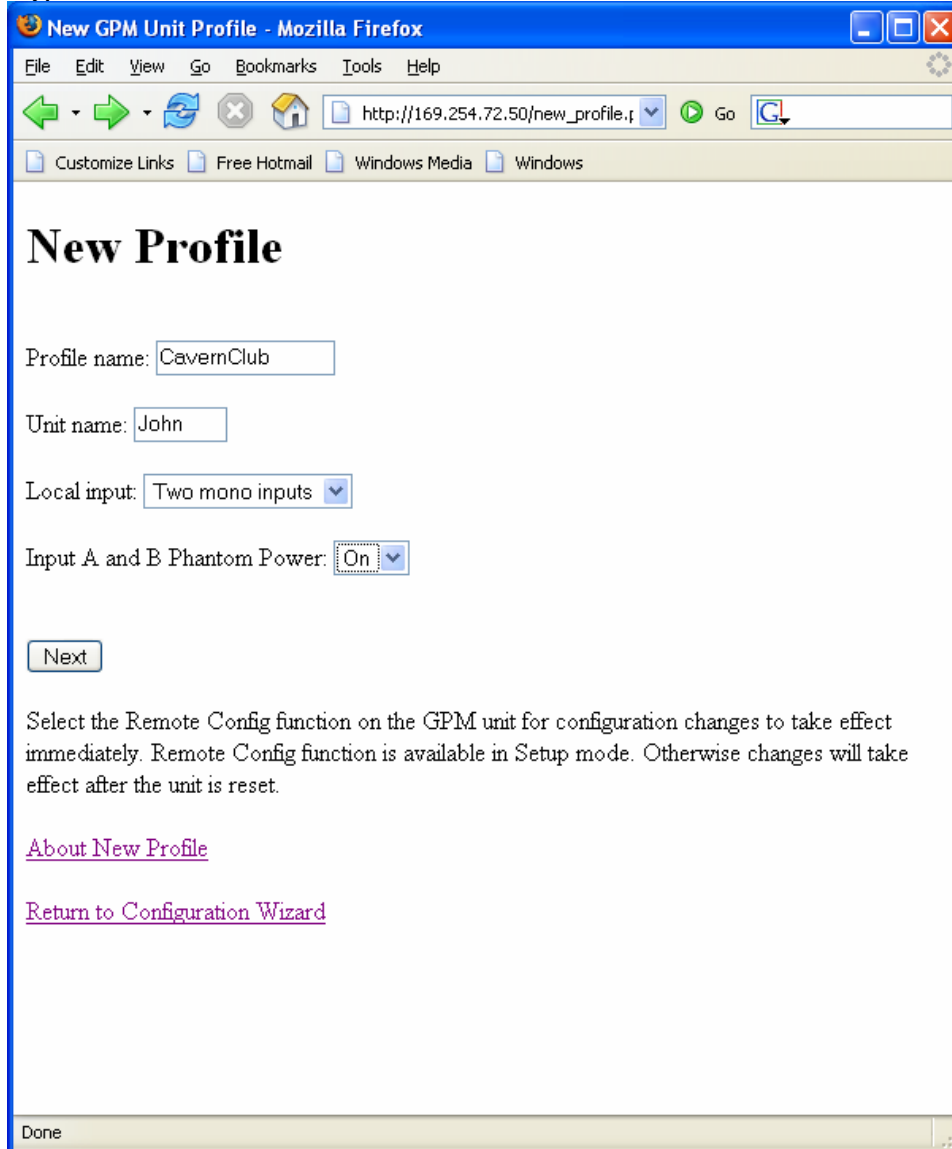 New GPM Unit Profile - Mozilla Firefox
File Edit View Go Bookmarks Tools Help
http://169.254.72.50/new_profile.p Go G
Customize Links Free Hotmail Windows Media Windows
New Profile
Profile name: CavernClub
Unit name: John
Local input: Two mono inputs
Input A and B Phantom Power: On
Next
Select the Remote Config function on the GPM unit for configuration changes to take effect
immediately. Remote Config function is available in Setup mode. Otherwise changes will take
effect after the unit is reset.
About New Profile
Return to Configuration Wizard
Done